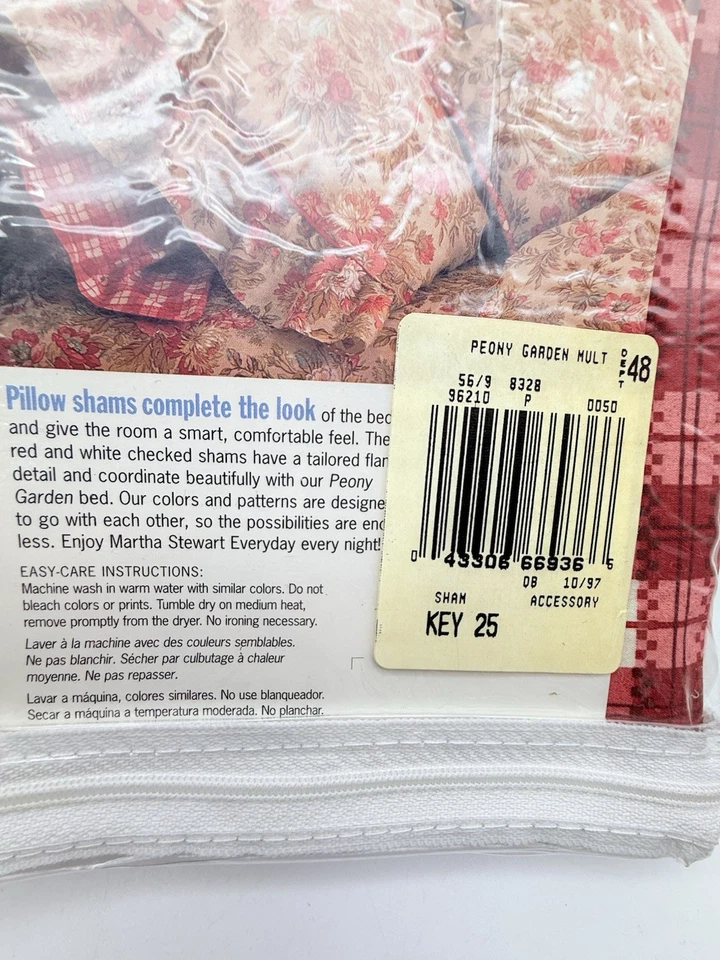 Pillow shams complete the look of the bed
and give the room a smart, comfortable feel. The
red and white checked shams have a tailored flan
detail and coordinate beautifully with our Peony
Garden bed. Our colors and patterns are designe
to go with each other, so the possibilities are end
less. Enjoy Martha Stewart Everyday every night!
EASY-CARE INSTRUCTIONS:
Machine wash in warm water with similar colors. Do not
bleach colors or prints. Tumble dry on medium heat,
remove promptly from the dryer. No ironing necessary.
Laver à la machine avec des couleurs semblables.
Ne pas blanchir. Sécher par culbutage à chaleur
moyenne. Ne pas repasser.
Lavar a máquina, colores similares. No use blanqueador.
Secar a máquina a temperatura moderada. No planchar.
PEONY GARDEN MULT DEPT 48
56/9 8328
96210 P 0050
0 43306 66936 5
DB 10/97
SHAM ACCESSORY
KEY 25